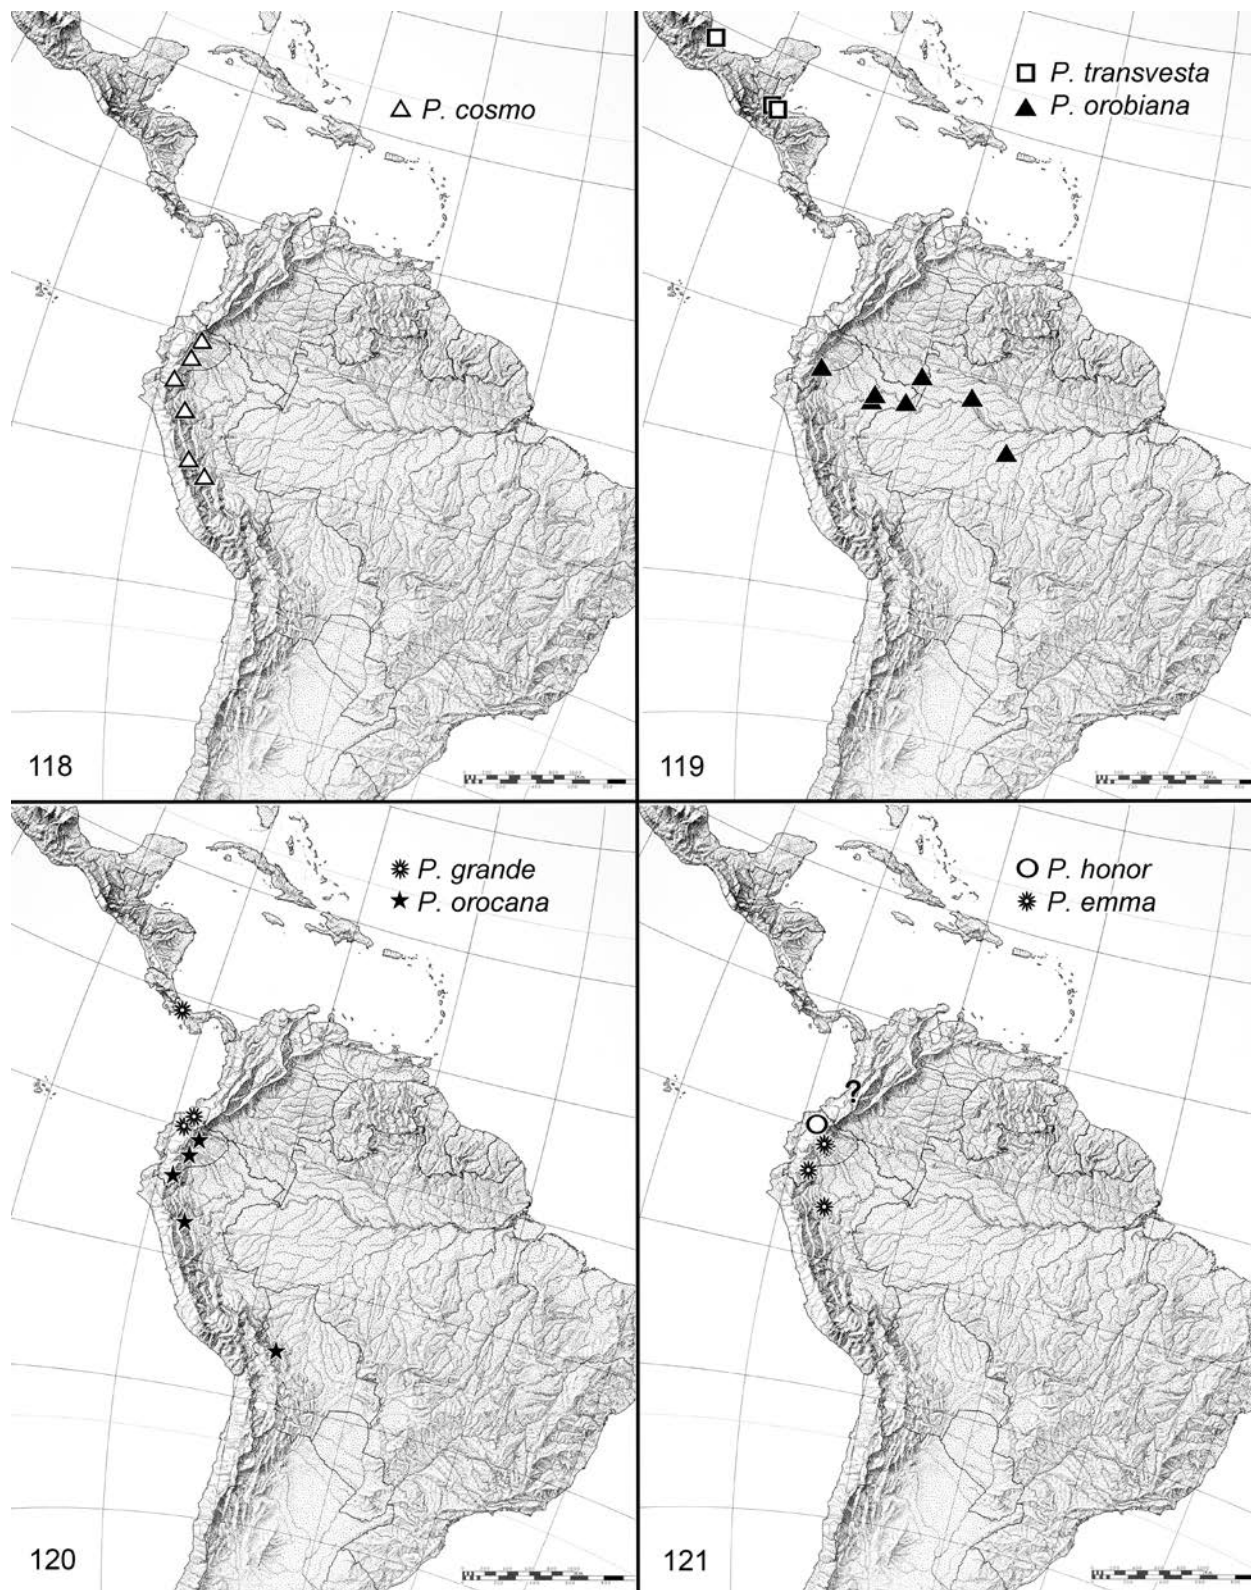 P. cosmo
118
P. transvesta
P. orobiana
119
P. grande
P. orocana
120
P. honor
P. emma
?
121